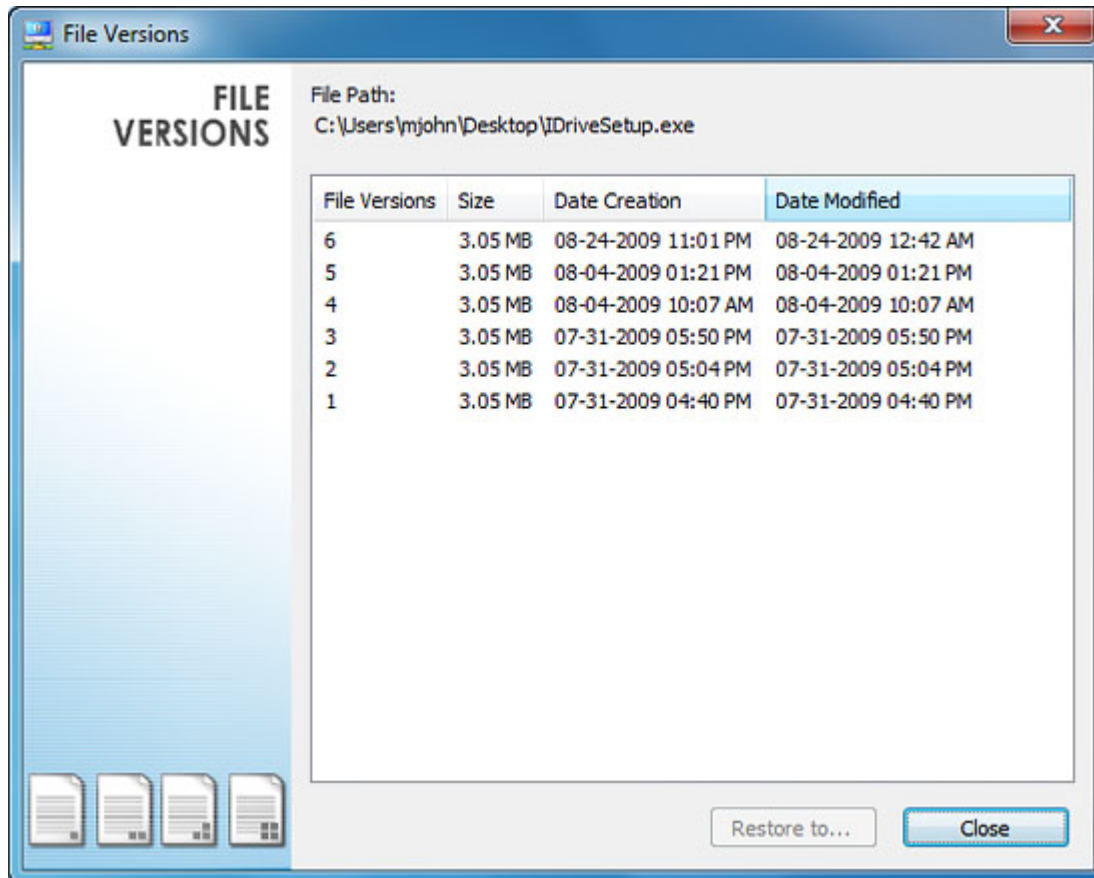 File Versions
FILE
VERSIONS
File Path:
C:\Users\mjohn\Desktop\IDriveSetup.exe
File Versions Size Date Creation Date Modified
6 3.05 MB 08-24-2009 11:01 PM 08-24-2009 12:42 AM
5 3.05 MB 08-04-2009 01:21 PM 08-04-2009 01:21 PM
4 3.05 MB 08-04-2009 10:07 AM 08-04-2009 10:07 AM
3 3.05 MB 07-31-2009 05:50 PM 07-31-2009 05:50 PM
2 3.05 MB 07-31-2009 05:04 PM 07-31-2009 05:04 PM
1 3.05 MB 07-31-2009 04:40 PM 07-31-2009 04:40 PM
Restore to... Close